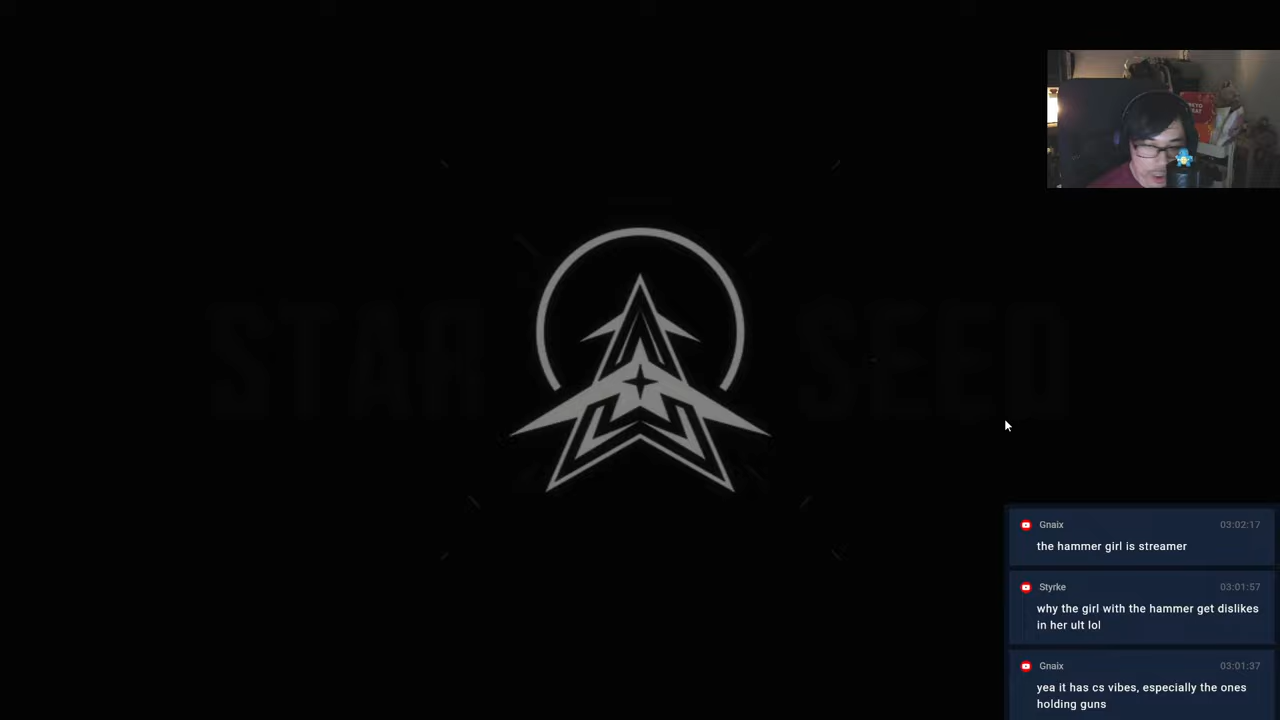 STAR SEED
Gnaix 03:02:17
the hammer girl is streamer
Styrke 03:01:57
why the girl with the hammer get dislikes
in her ult lol
Gnaix 03:01:37
yea it has cs vibes, especially the ones
holding guns